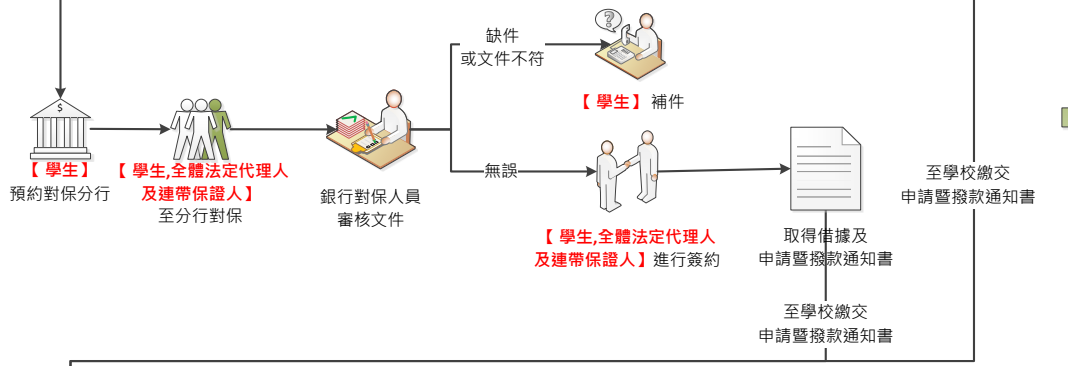 缺件
或文件不符
【 學生】補件
$
?
【 學生】
預約對保分行
【 學生,全體法定代理人
及連帶保證人】
至分行對保
銀行對保人員
審核文件
無誤
【 學生,全體法定代理人
及連帶保證人】進行簽約
取得借據及
申請暨撥款通知書
至學校繳交
申請暨撥款通知書
至學校繳交
申請暨撥款通知書